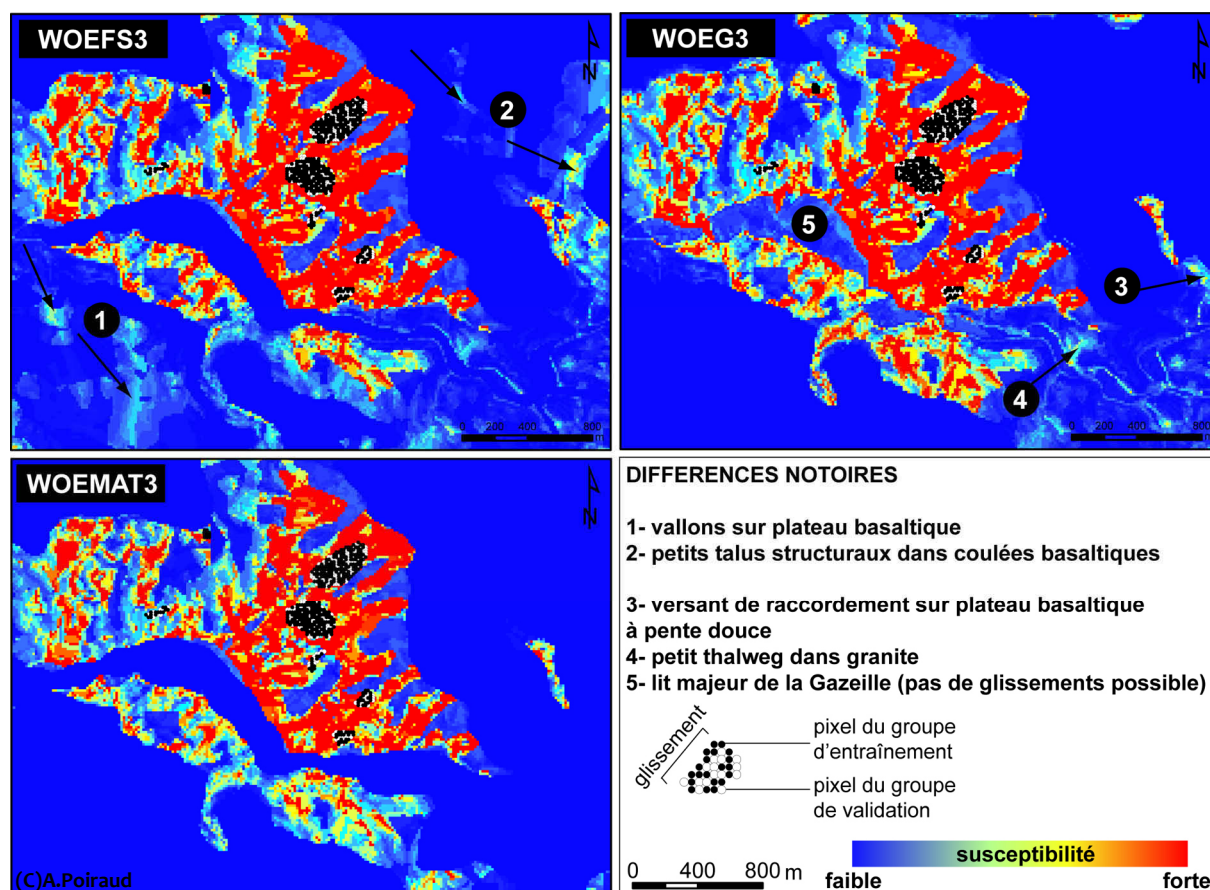 WOEFS3
N
2
1
0 200 400 800
m
WOEG3
N
5
3
4
0 200 400 800
m
WOEMAT3
N
(C)A.Poiraud
DIFFERENCES NOTOIRES
1- vallons sur plateau basaltique
2- petits talus structuraux dans coulées basaltiques
3- versant de raccordement sur plateau basaltique
à pente douce
4- petit thalweg dans granite
5- lit majeur de la Gazeille (pas de glissements possible)
glissement
pixel du groupe
d'entraînement
pixel du groupe
de validation
0 400 800 m
susceptibilité
faible forte